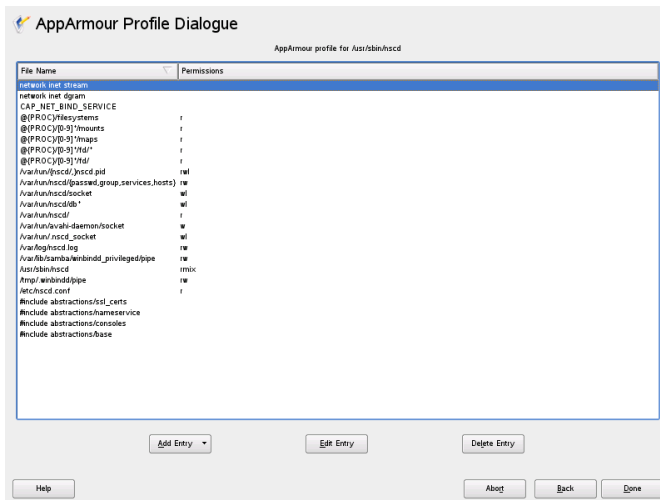 AppArmour Profile Dialogue
AppArmour profile for /usr/sbin/nscd
File Name Permissions
network inet stream
network inet dgram
CAP_NET_BIND_SERVICE
@{PROC}/filesystems r
@{PROC}/[0-9]*/mounts r
@{PROC}/[0-9]*/maps r
@{PROC}/[0-9]*/fd/* r
@{PROC}/[0-9]*/fd/ r
/var/run/{nscd/,}nscd.pid rwl
/var/run/nscd/{passwd,group,services,hosts} rw
/var/run/nscd/socket wl
/var/run/nscd/db* wl
/var/run/nscd/ r
/var/run/avahi-daemon/socket w
/var/run/.nscd_socket wl
/var/log/nscd.log rw
/var/lib/samba/winbindd_privileged/pipe rw
/usr/sbin/nscd rmix
/tmp/.winbindd/pipe rw
/etc/nscd.conf r
#include abstractions/ssl_certs
#include abstractions/nameservice
#include abstractions/consoles
#include abstractions/base
Add Entry Edit Entry Delete Entry
Help Abort Back Done